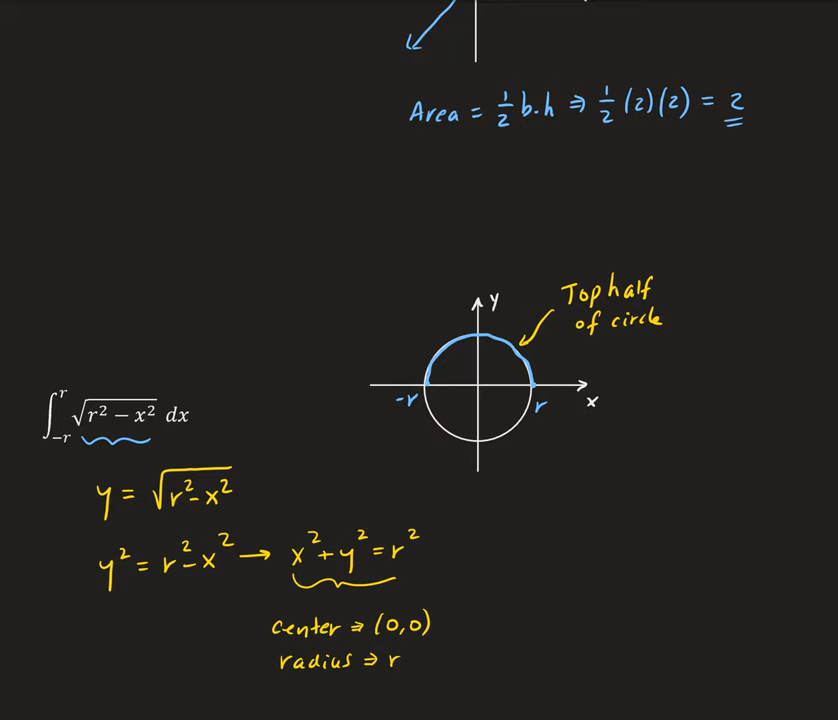 Area = 1/2 b.h ⇒ 1/2 (2)(2) = 2
Top half
of circle
y
-r
r
x
∫_{-r}^{r} √(r² − x²) dx
y = √(r² - x²)
y² = r² - x² → x² + y² = r²
center ⇒ (0,0)
radius ⇒ r